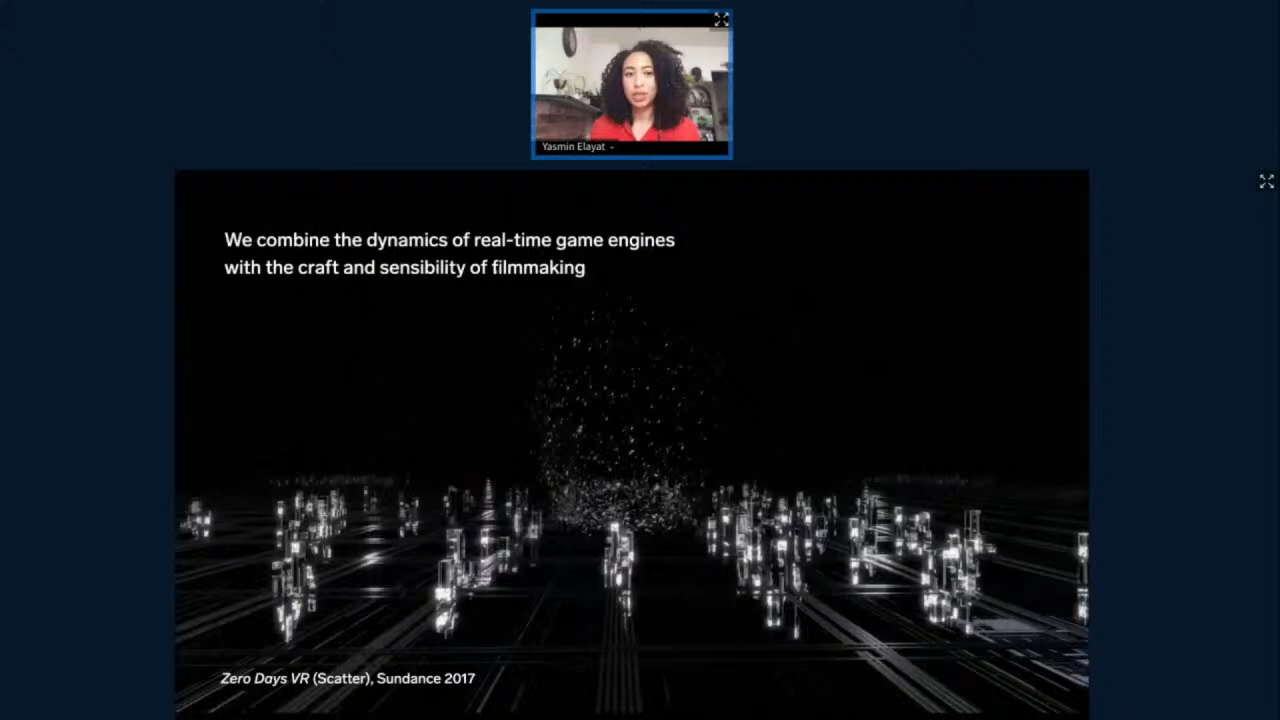 Yasmin Elayat
We combine the dynamics of real-time game engines
with the craft and sensibility of filmmaking
Zero Days VR (Scatter), Sundance 2017